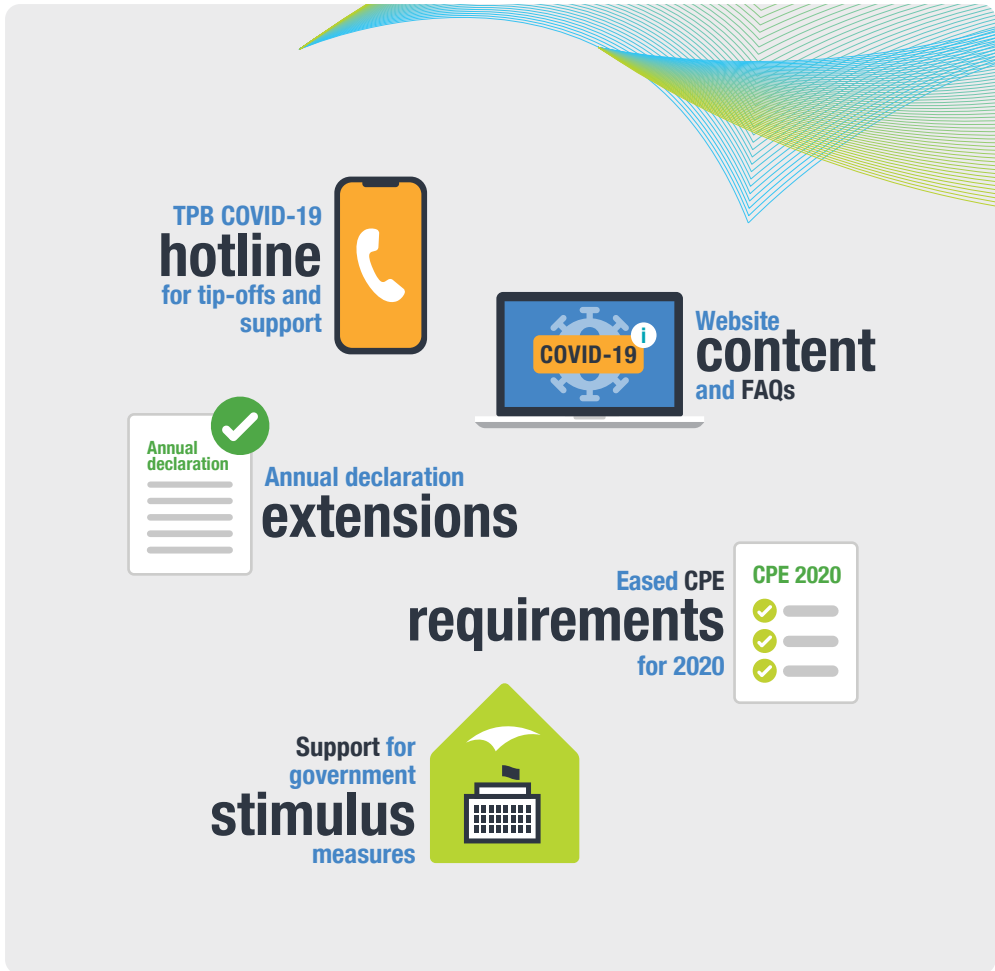 TPB COVID-19
hotline
for tip-offs and
support
COVID-19
i
Website
content
and FAQs
Annual
declaration
Annual declaration
extensions
Eased CPE
requirements
for 2020
CPE 2020
Support for
government
stimulus
measures